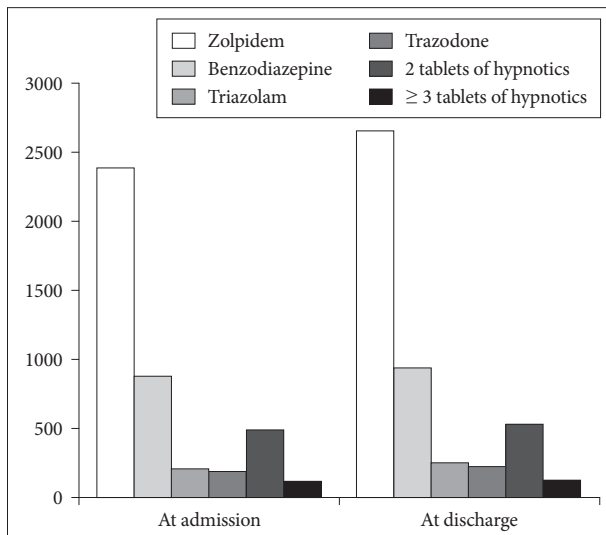 Zolpidem
Benzodiazepine
Triazolam
Trazodone
2 tablets of hypnotics
≥ 3 tablets of hypnotics
3000
2500
2000
1500
1000
500
0
At admission
At discharge